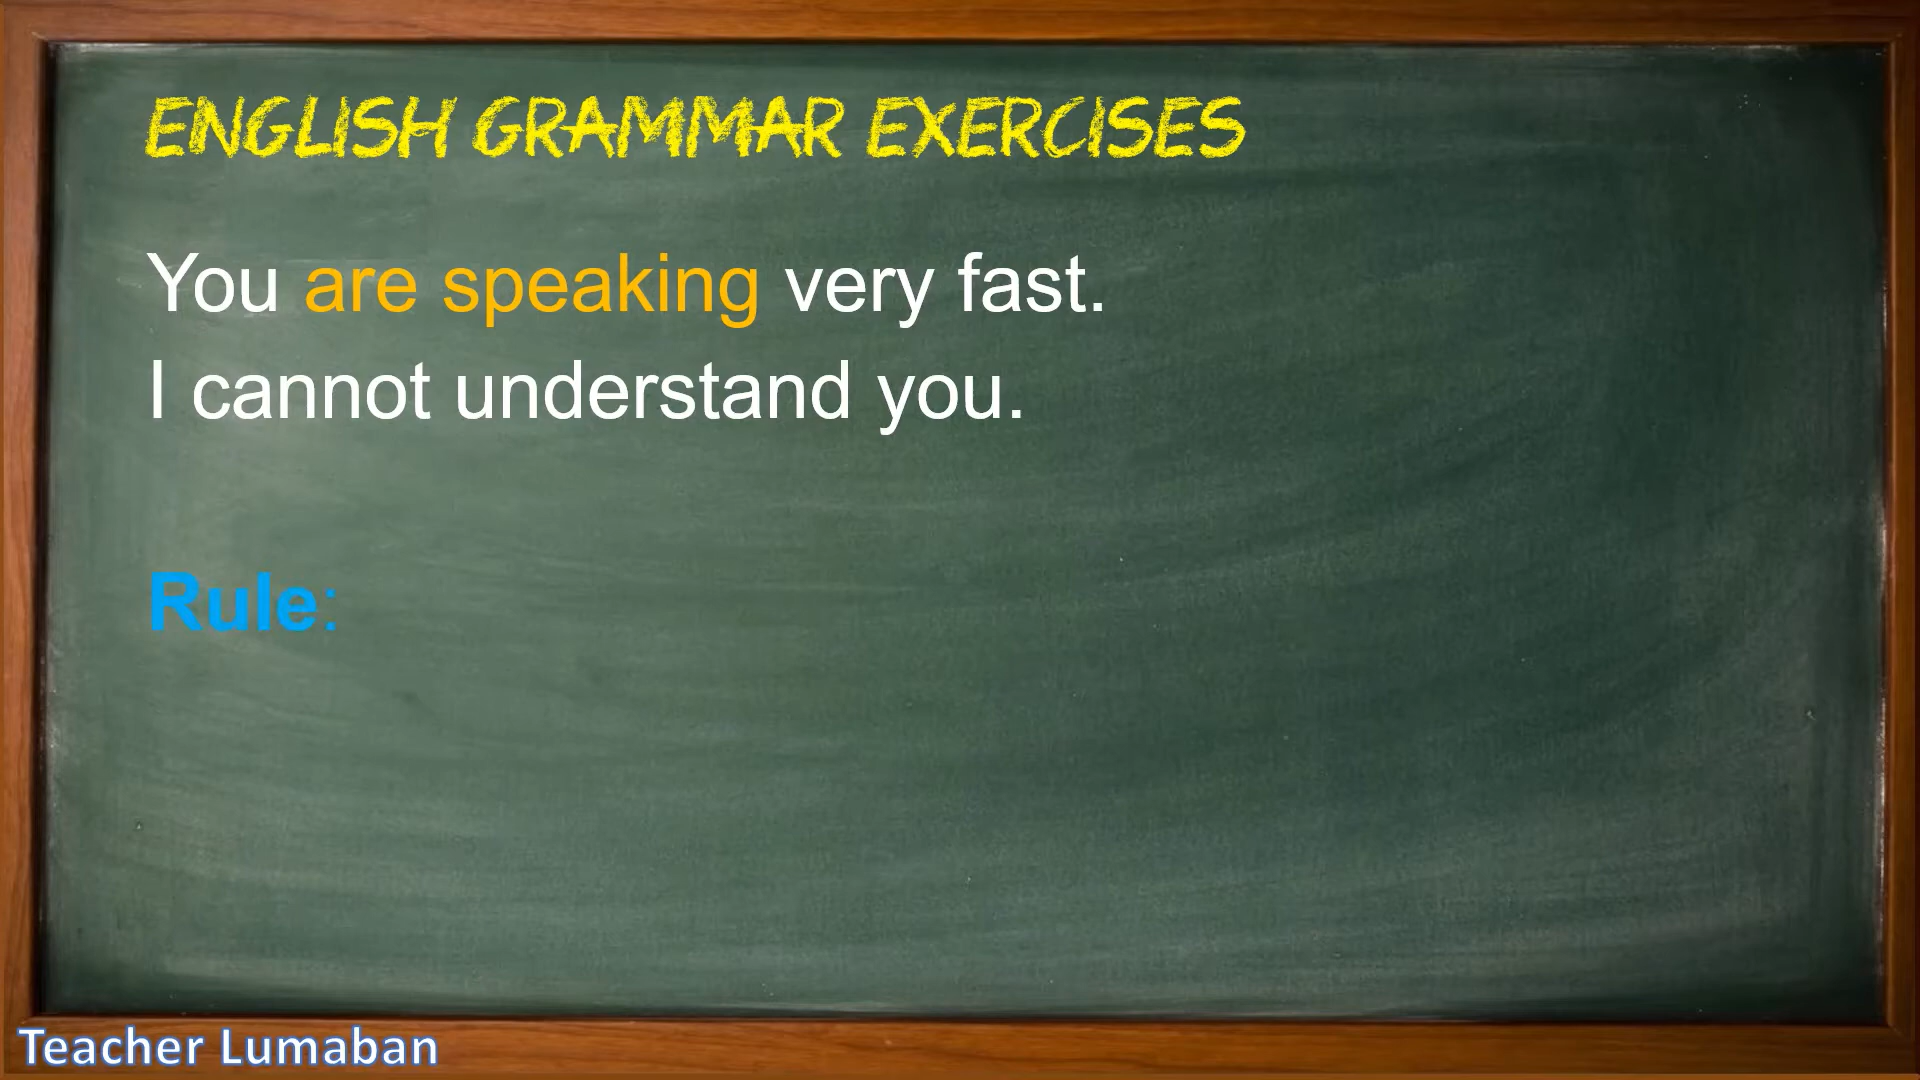 ENGLISH GRAMMAR EXERCISES
You are speaking very fast.
I cannot understand you.
Rule:
Teacher Lumaban